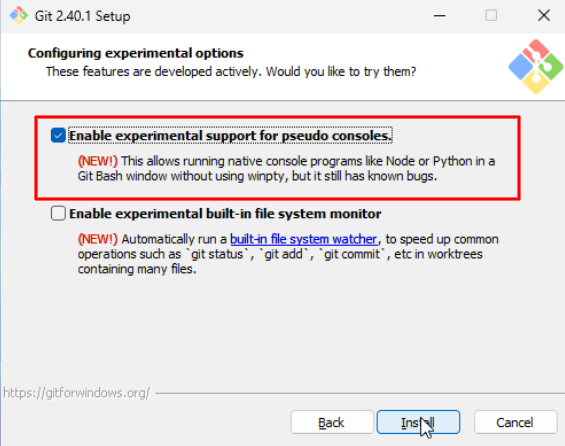 Git 2.40.1 Setup
Configuring experimental options
These features are developed actively. Would you like to try them?
Enable experimental support for pseudo consoles.
(NEW!) This allows running native console programs like Node or Python in a
Git Bash window without using winpty, but it still has known bugs.
Enable experimental built-in file system monitor
(NEW!) Automatically run a built-in file system watcher, to speed up common
operations such as `git status`, `git add`, `git commit`, etc in worktrees
containing many files.
https://gitforwindows.org/
Back
Install
Cancel